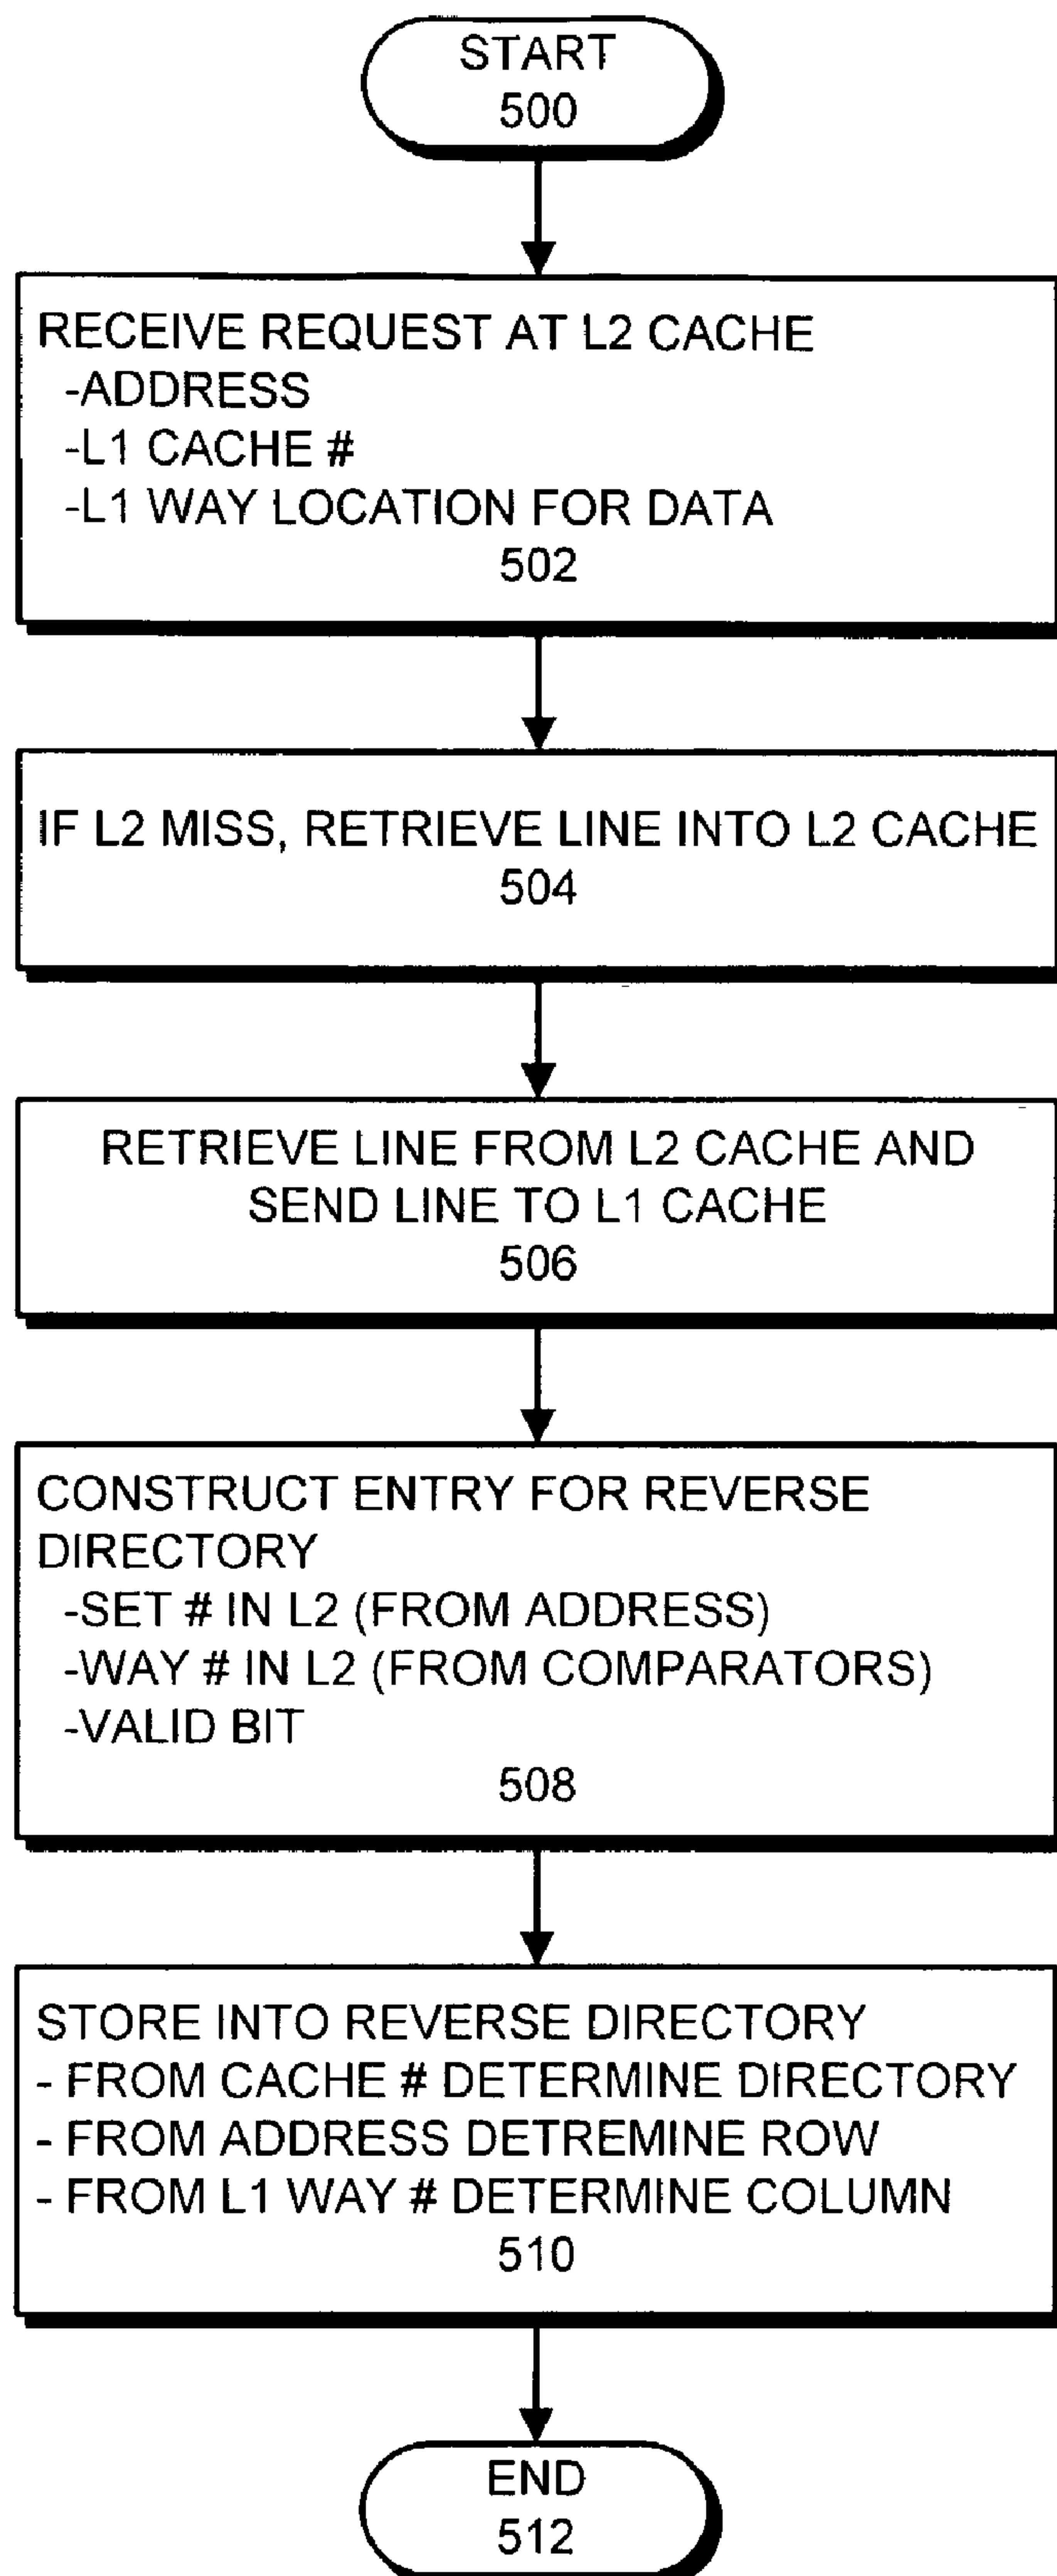 START
500
RECEIVE REQUEST AT L2 CACHE
-ADDRESS
-L1 CACHE #
-L1 WAY LOCATION FOR DATA
502
IF L2 MISS, RETRIEVE LINE INTO L2 CACHE
504
RETRIEVE LINE FROM L2 CACHE AND
SEND LINE TO L1 CACHE
506
CONSTRUCT ENTRY FOR REVERSE
DIRECTORY
-SET # IN L2 (FROM ADDRESS)
-WAY # IN L2 (FROM COMPARATORS)
-VALID BIT
508
STORE INTO REVERSE DIRECTORY
- FROM CACHE # DETERMINE DIRECTORY
- FROM ADDRESS DETREMINE ROW
- FROM L1 WAY # DETERMINE COLUMN
510
END
512